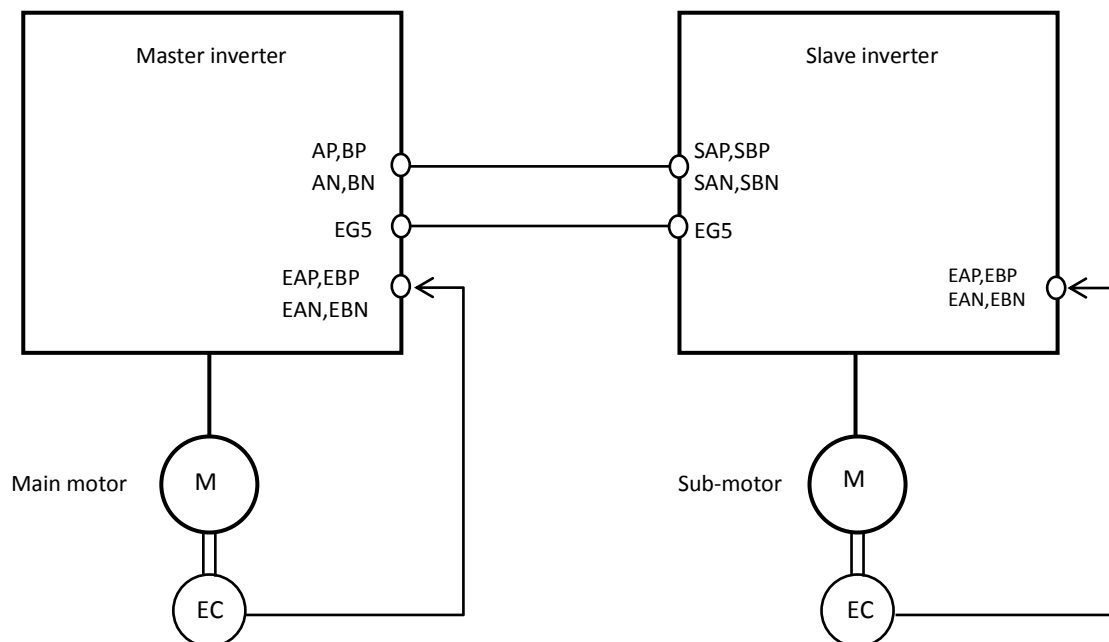 Master inverter
AP,BP
AN,BN
EG5
EAP,EBP
EAN,EBN
Slave inverter
SAP,SBP
SAN,SBN
EG5
EAP,EBP
EAN,EBN
Main motor
M
EC
Sub-motor
M
EC